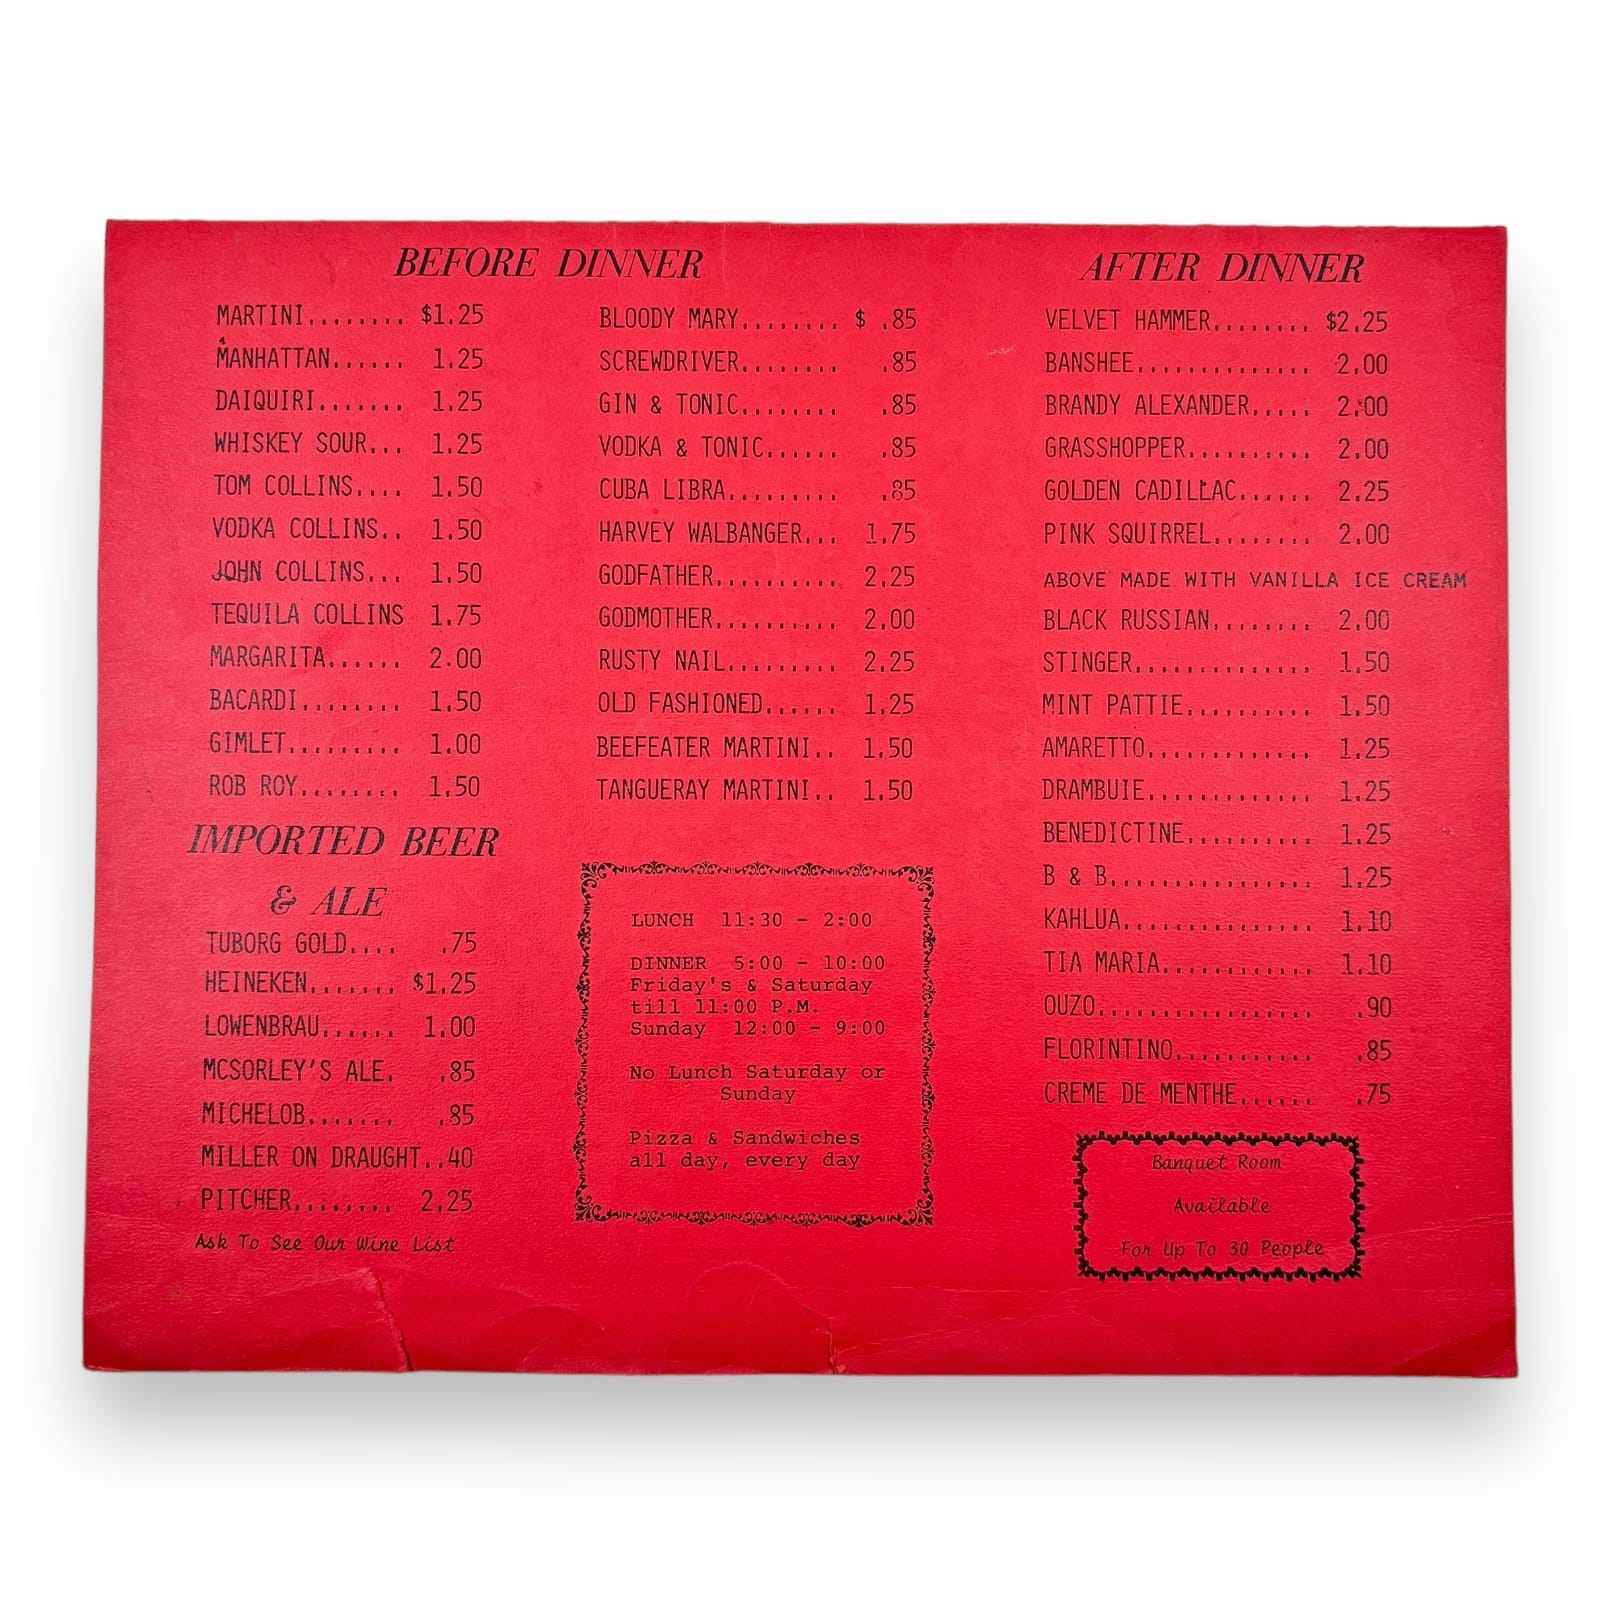 BEFORE DINNER
MARTINI........ $1.25
MANHATTAN...... 1.25
DAIQUIRI....... 1.25
WHISKEY SOUR... 1.25
TOM COLLINS.... 1.50
VODKA COLLINS.. 1.50
JOHN COLLINS... 1.50
TEQUILA COLLINS 1.75
MARGARITA...... 2.00
BACARDI........ 1.50
GIMLET......... 1.00
ROB ROY........ 1.50
IMPORTED BEER
& ALE
TUBORG GOLD.... .75
HEINEKEN....... $1.25
LOWENBRAU...... 1.00
MCSORLEY'S ALE. .85
MICHELOB....... .85
MILLER ON DRAUGHT..40
PITCHER........ 2.25
Ask To See Our Wine List
BLOODY MARY........ $ .85
SCREWDRIVER........ .85
GIN & TONIC........ .85
VODKA & TONIC...... .85
CUBA LIBRA......... .85
HARVEY WALBANGER... 1.75
GODFATHER.......... 2.25
GODMOTHER.......... 2.00
RUSTY NAIL......... 2.25
OLD FASHIONED...... 1.25
BEEFEATER MARTINI.. 1.50
TANGUERAY MARTINI.. 1.50
LUNCH 11:30 - 2:00
DINNER 5:00 - 10:00
Friday's & Saturday
till 11:00 P.M.
Sunday 12:00 - 9:00
No Lunch Saturday or
Sunday
Pizza & Sandwiches
all day, every day
AFTER DINNER
VELVET HAMMER........ $2.25
BANSHEE.............. 2.00
BRANDY ALEXANDER..... 2.00
GRASSHOPPER.......... 2.00
GOLDEN CADILLAC...... 2.25
PINK SQUIRREL........ 2.00
ABOVE MADE WITH VANILLA ICE CREAM
BLACK RUSSIAN........ 2.00
STINGER.............. 1.50
MINT PATTIE.......... 1.50
AMARETTO............. 1.25
DRAMBUIE............. 1.25
BENEDICTINE.......... 1.25
B & B................ 1.25
KAHLUA............... 1.10
TIA MARIA............ 1.10
OUZO................. .90
FLORINTINO........... .85
CREME DE MENTHE...... .75
Banquet Room
Available
For Up To 30 People